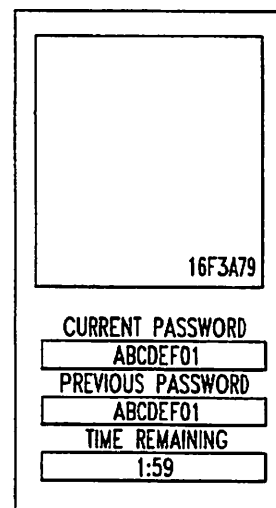 16F3A79
CURRENT PASSWORD
ABCDEF01
PREVIOUS PASSWORD
ABCDEF01
TIME REMAINING
1:59